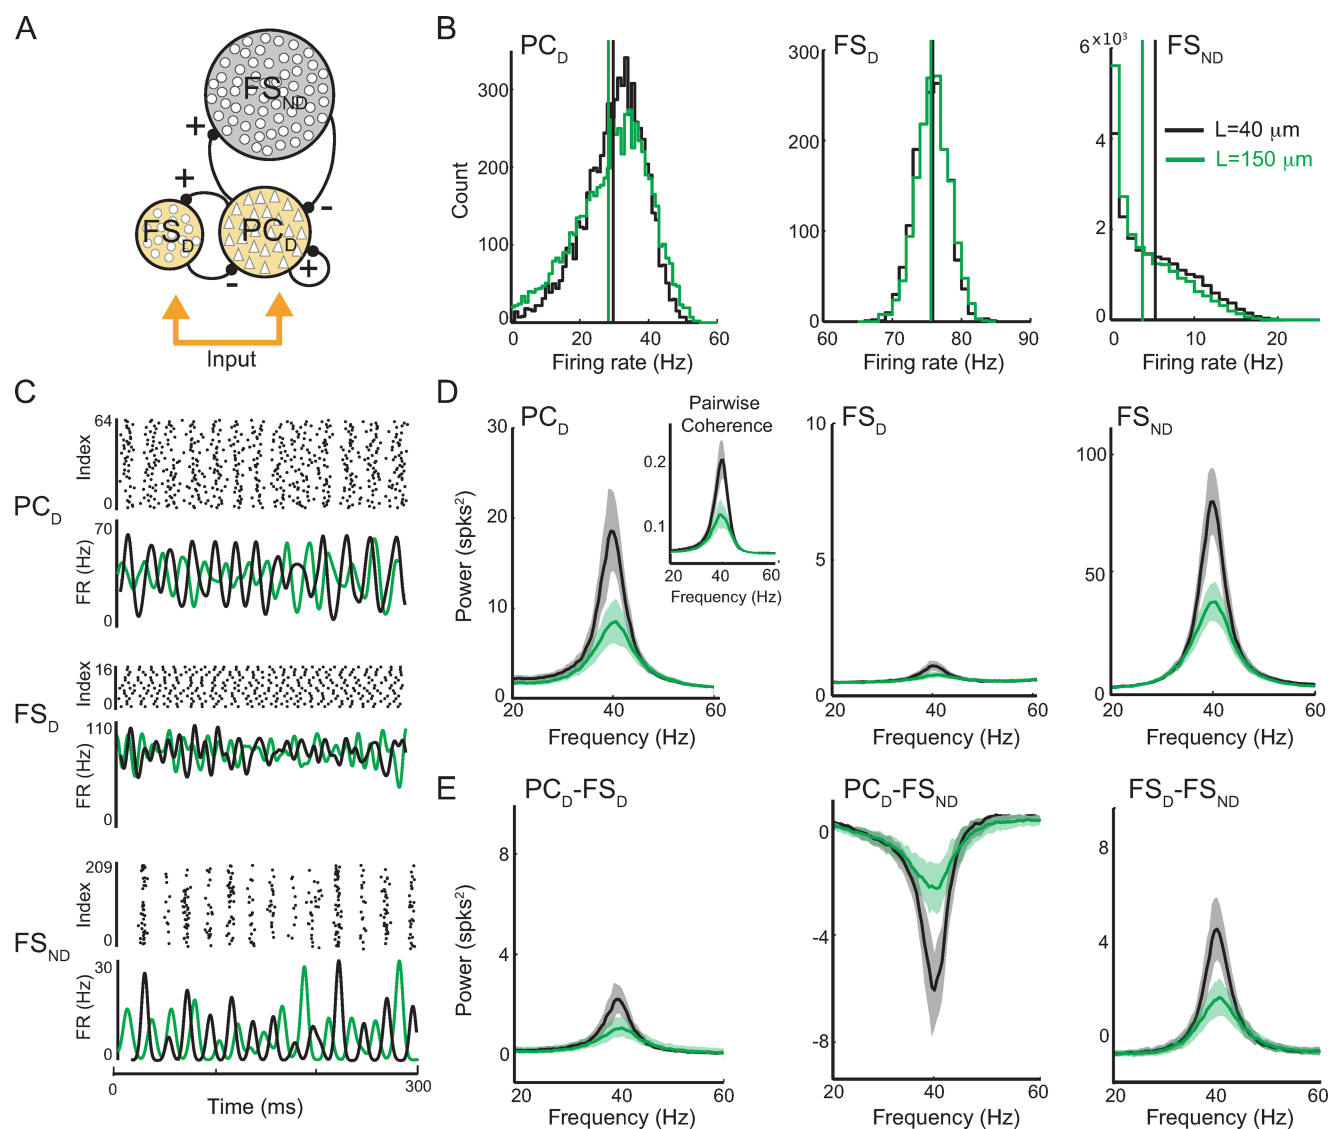 A
FS_ND
+
+
FS_D
PC_D
-
+
-
Input
B
PC_D
Count
300
200
100
0
0 20 40 60
Firing rate (Hz)
FS_D
300
200
100
0
60 70 80 90
Firing rate (Hz)
FS_ND
6 ×10³
4
2
0
0 10 20
Firing rate (Hz)
L=40 µm
L=150 µm
C
PC_D
64
Index
0
70
FR (Hz)
0
FS_D
16
Index
0
110
FR (Hz)
0
FS_ND
209
Index
0
30
FR (Hz)
0
0 300
Time (ms)
D
PC_D
Power (spks²)
30
20
10
0
20 40 60
Frequency (Hz)
Pairwise
Coherence
0.2
0.1
20 40 60
Frequency (Hz)
FS_D
10
5
0
20 40 60
Frequency (Hz)
FS_ND
100
50
0
20 40 60
Frequency (Hz)
E
PC_D-FS_D
Power (spks²)
8
4
0
20 40 60
Frequency (Hz)
PC_D-FS_ND
0
-4
-8
20 40 60
Frequency (Hz)
FS_D-FS_ND
8
4
0
20 40 60
Frequency (Hz)